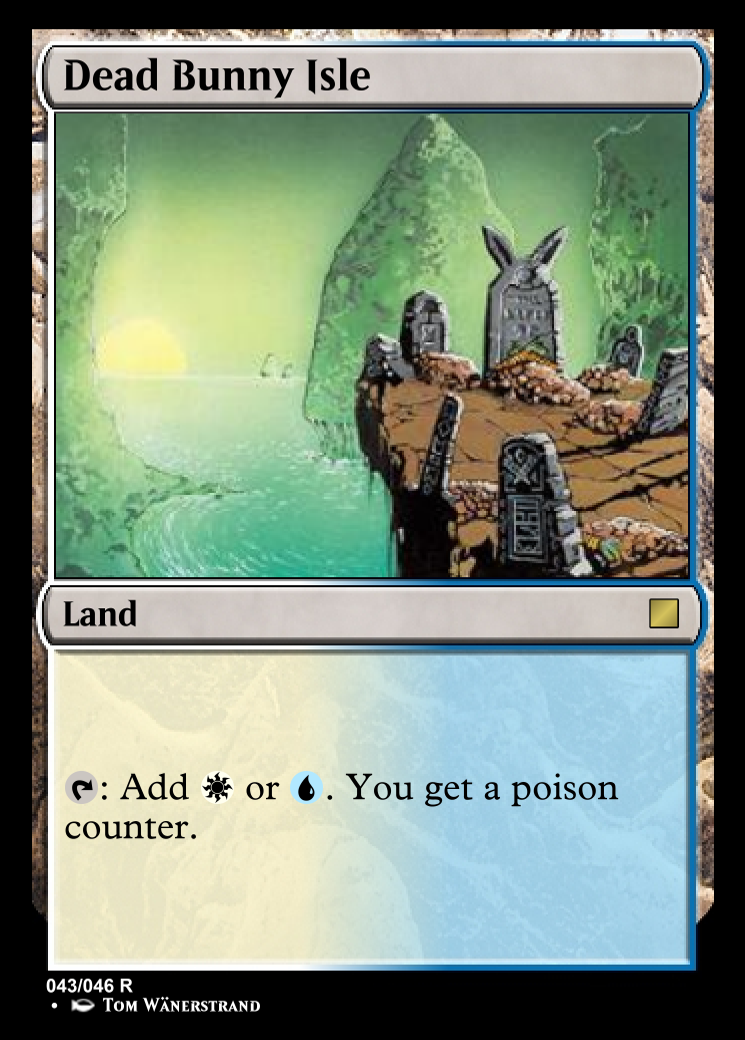 Dead Bunny Isle
Land
: Add or . You get a poison
counter.
043/046 R
• Tom Wänerstrand